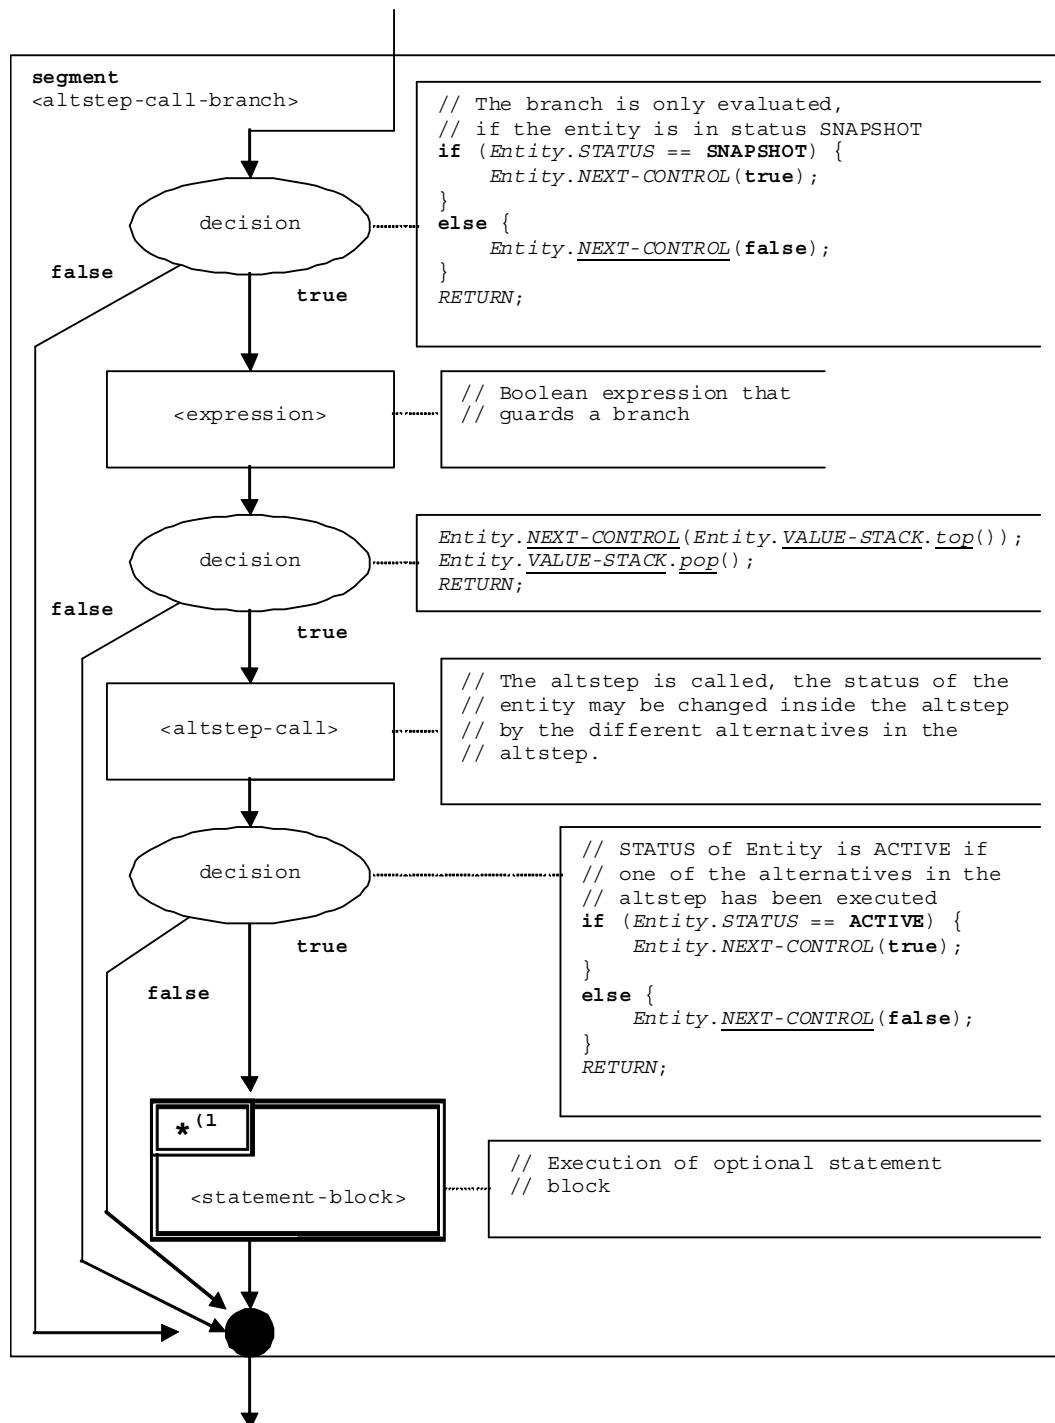 segment
<altstep-call-branch>
// The branch is only evaluated,
// if the entity is in status SNAPSHOT
if (Entity.STATUS == SNAPSHOT) {
    Entity.NEXT-CONTROL(true);
}
else {
    Entity.NEXT-CONTROL(false);
}
RETURN;
decision
false
true
<expression>
// Boolean expression that
// guards a branch
decision
Entity.NEXT-CONTROL(Entity.VALUE-STACK.top());
Entity.VALUE-STACK.pop();
RETURN;
false
true
<altstep-call>
// The altstep is called, the status of the
// entity may be changed inside the altstep
// by the different alternatives in the
// altstep.
decision
// STATUS of Entity is ACTIVE if
// one of the alternatives in the
// altstep has been executed
if (Entity.STATUS == ACTIVE) {
    Entity.NEXT-CONTROL(true);
}
else {
    Entity.NEXT-CONTROL(false);
}
RETURN;
true
false
*(1
<statement-block>
// Execution of optional statement
// block